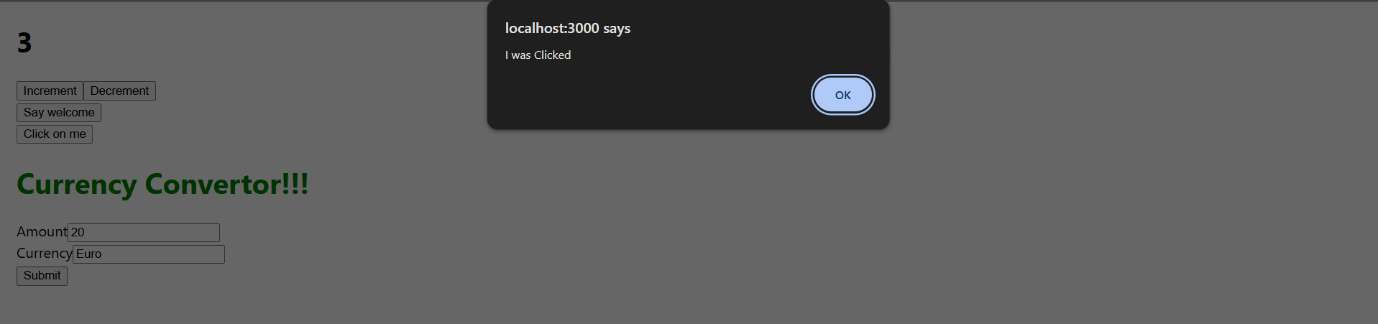 localhost:3000 says
I was Clicked
OK
3
Increment Decrement
Say welcome
Click on me
Currency Convertor!!!
Amount 20
Currency Euro
Submit